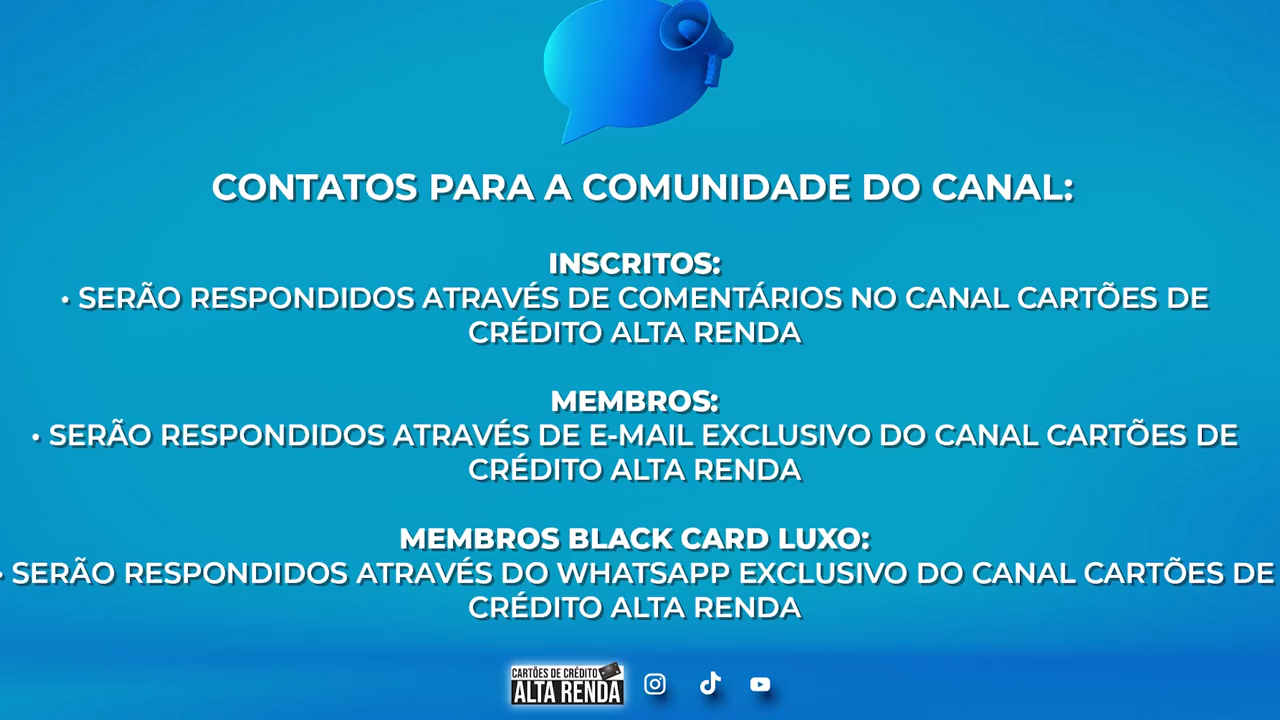 CONTATOS PARA A COMUNIDADE DO CANAL:
INSCRITOS:
• SERÃO RESPONDIDOS ATRAVÉS DE COMENTÁRIOS NO CANAL CARTÕES DE
CRÉDITO ALTA RENDA
MEMBROS:
• SERÃO RESPONDIDOS ATRAVÉS DE E-MAIL EXCLUSIVO DO CANAL CARTÕES DE
CRÉDITO ALTA RENDA
MEMBROS BLACK CARD LUXO:
• SERÃO RESPONDIDOS ATRAVÉS DO WHATSAPP EXCLUSIVO DO CANAL CARTÕES DE
CRÉDITO ALTA RENDA
CARTÕES DE CRÉDITO
ALTA RENDA